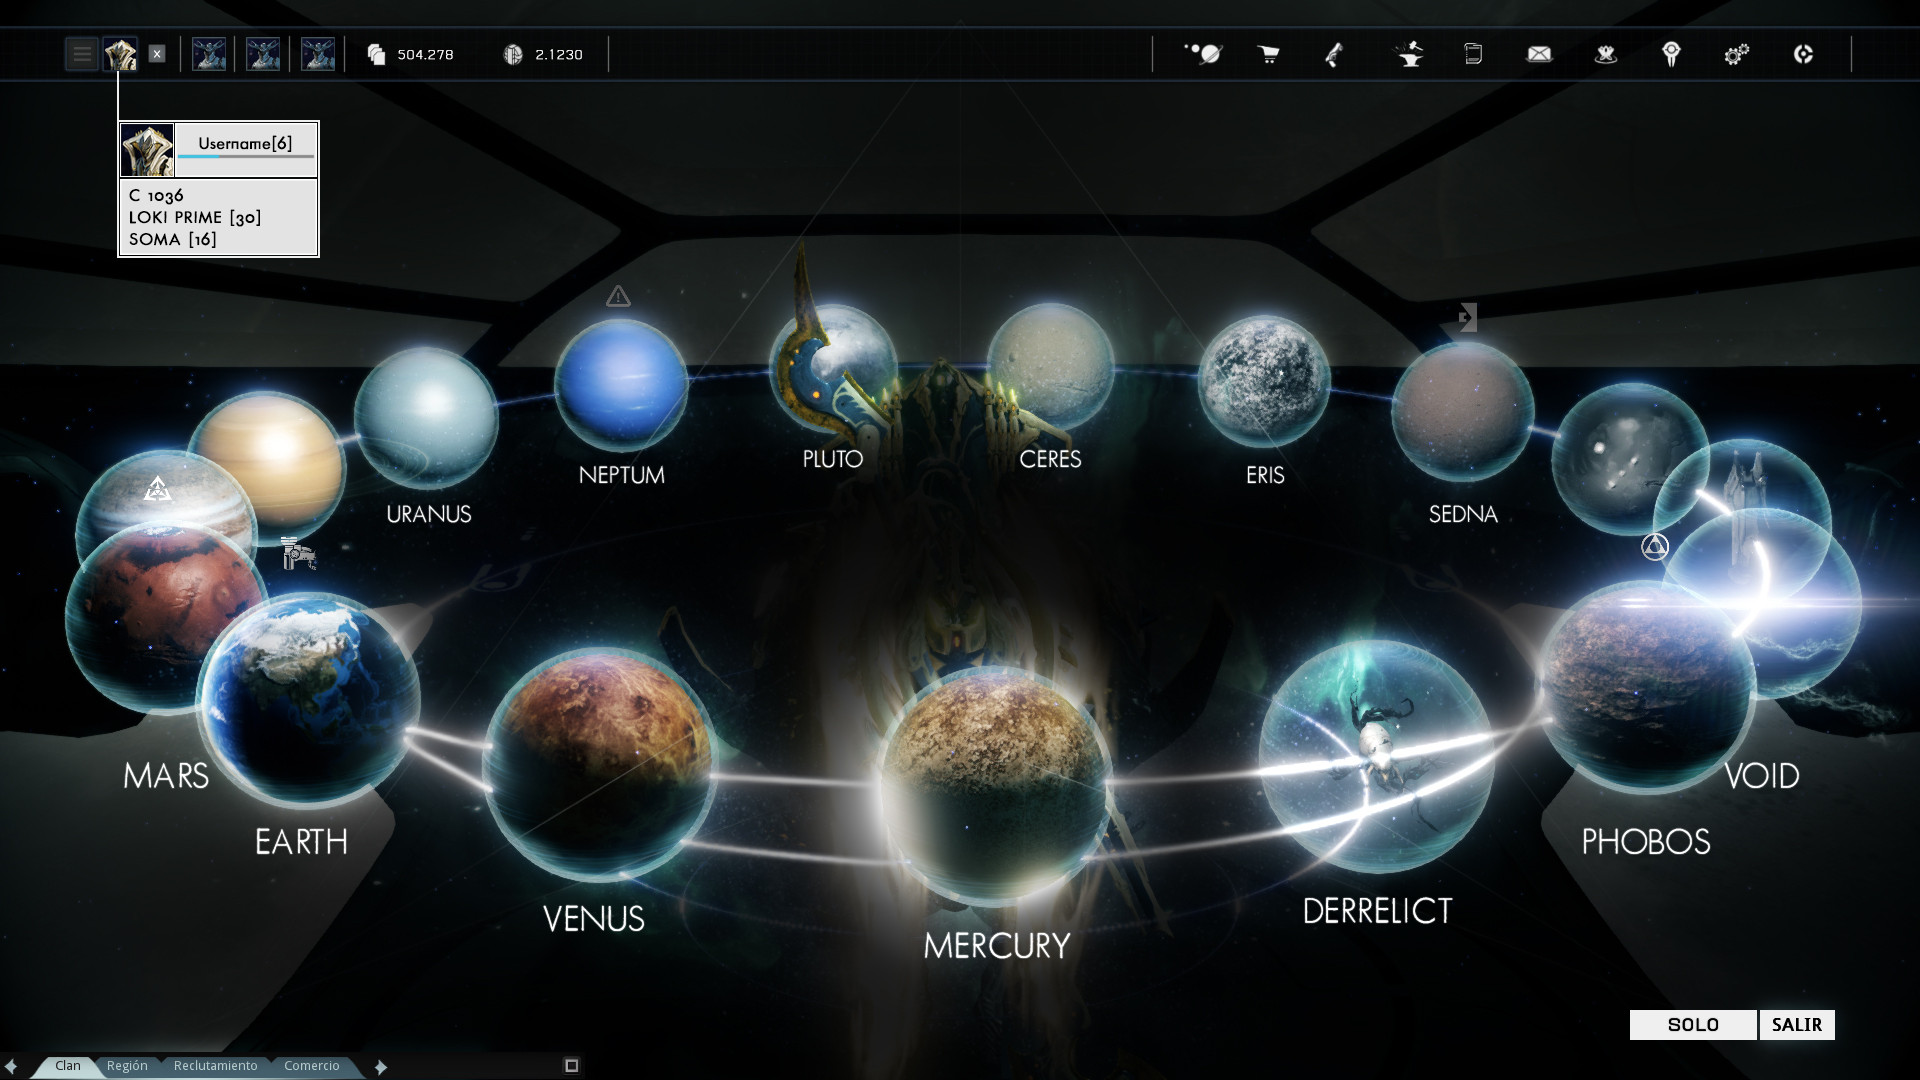 504.278
2.1230
Username[6]
C 1036
LOKI PRIME [30]
SOMA [16]
NEPTUM
PLUTO
CERES
ERIS
URANUS
SEDNA
MARS
VOID
EARTH
PHOBOS
VENUS
DERRELICT
MERCURY
SOLO
SALIR
Clan
Región
Reclutamiento
Comercio